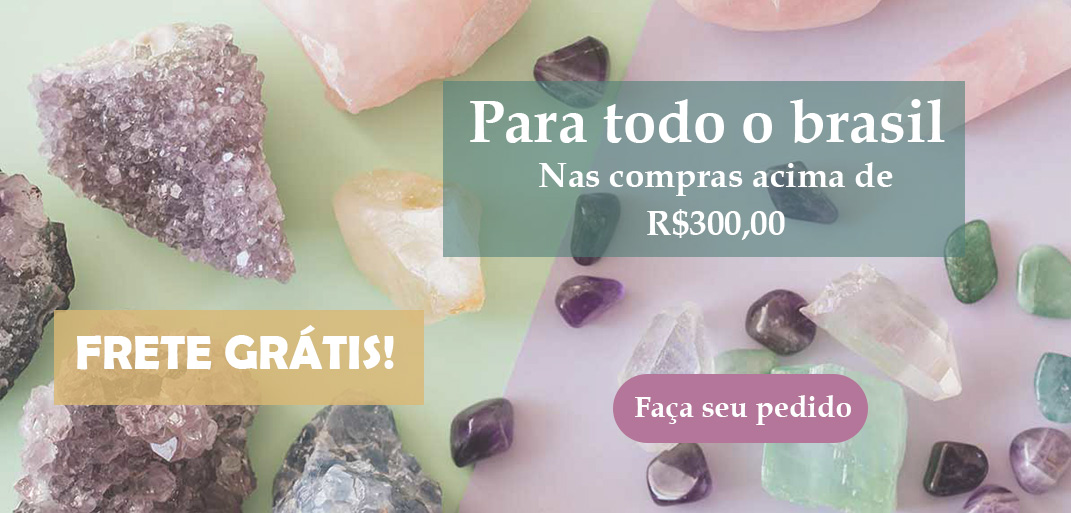 Para todo o brasil
Nas compras acima de
R$300,00
FRETE GRÁTIS!
Faça seu pedido